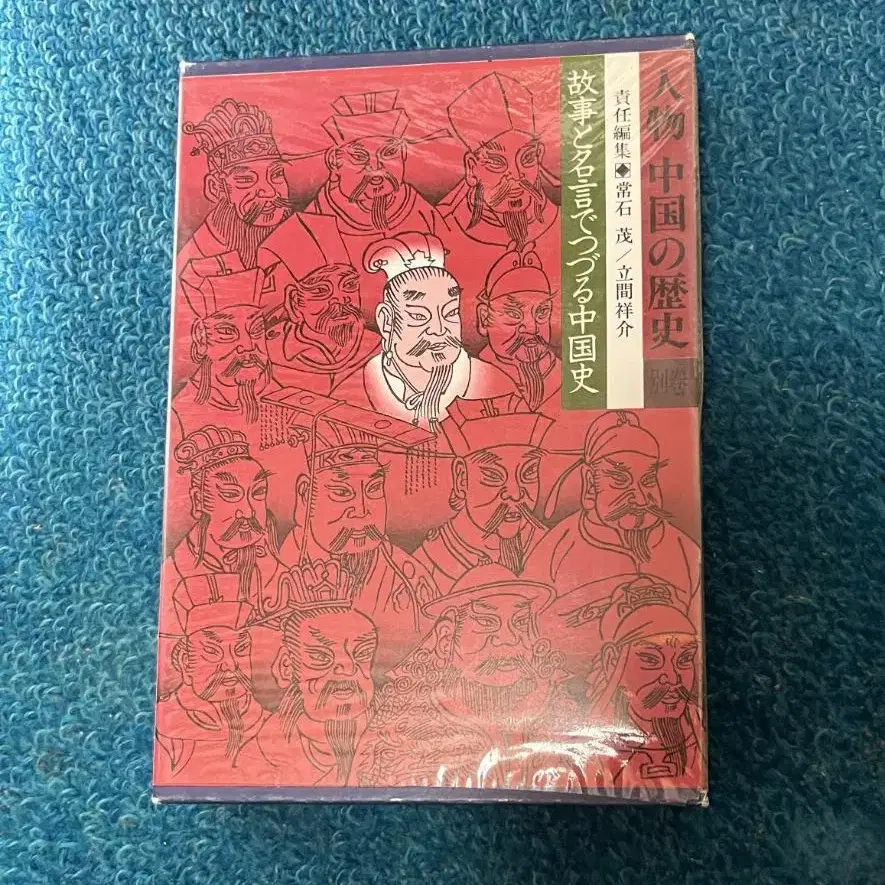 人物 中国の歴史
別巻
責任編集◆常石 茂／立間祥介
故事と名言でつづる中国史